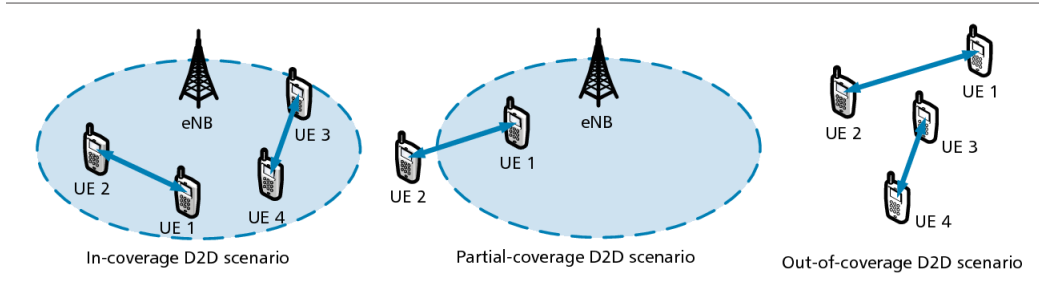 eNB
UE 3
UE 2
UE 1
UE 4
In-coverage D2D scenario
eNB
UE 1
UE 2
Partial-coverage D2D scenario
UE 1
UE 2
UE 3
UE 4
Out-of-coverage D2D scenario